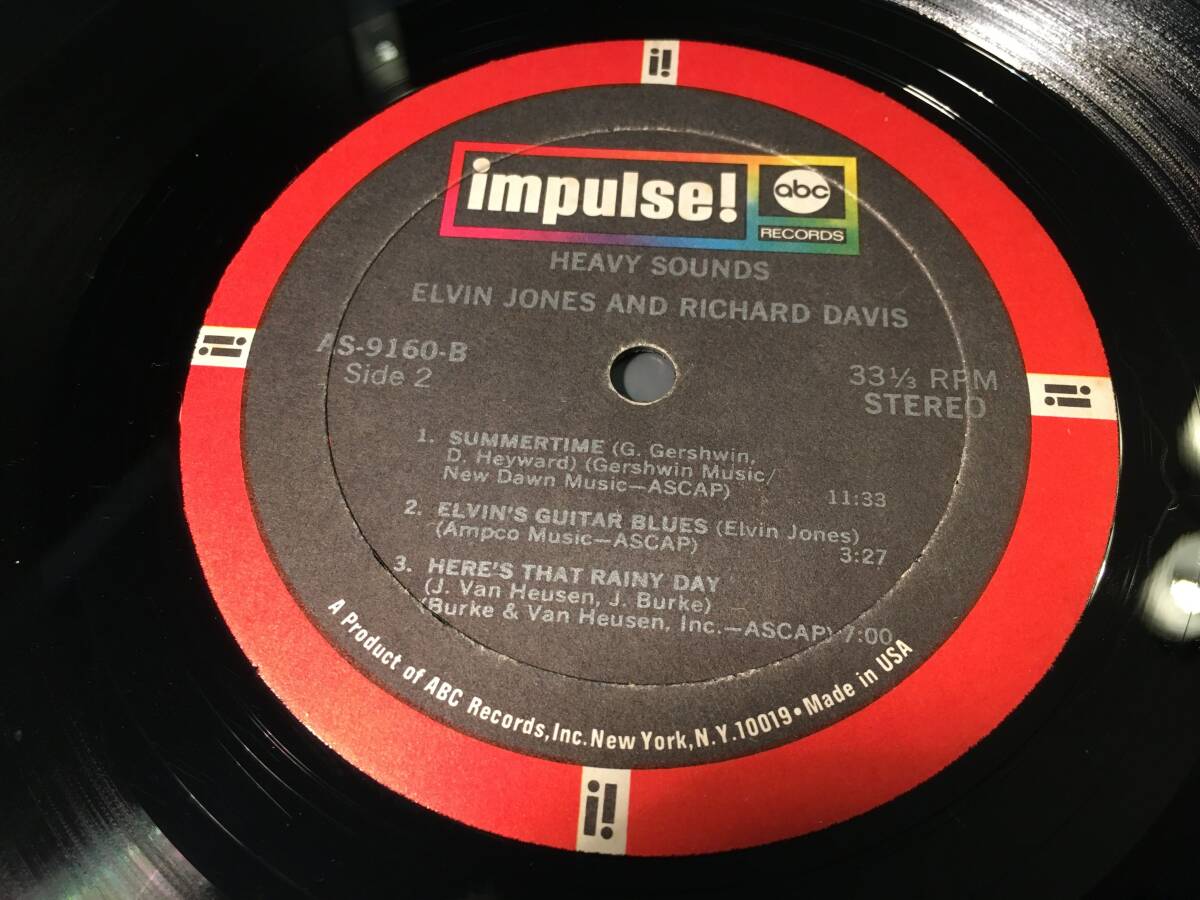 impulse!
abc
RECORDS
HEAVY SOUNDS
ELVIN JONES AND RICHARD DAVIS
AS-9160-B
Side 2
33⅓ RPM
STEREO
1. SUMMERTIME (G. Gershwin,
D. Heyward) (Gershwin Music/
New Dawn Music—ASCAP) 11:33
2. ELVIN'S GUITAR BLUES (Elvin Jones)
(Ampco Music—ASCAP) 3:27
3. HERE'S THAT RAINY DAY
(J. Van Heusen, J. Burke)
(Burke & Van Heusen, Inc.—ASCAP) 7:00
A Product of ABC Records, Inc. New York, N.Y. 10019 • Made in USA
i!
i!
i!
i!